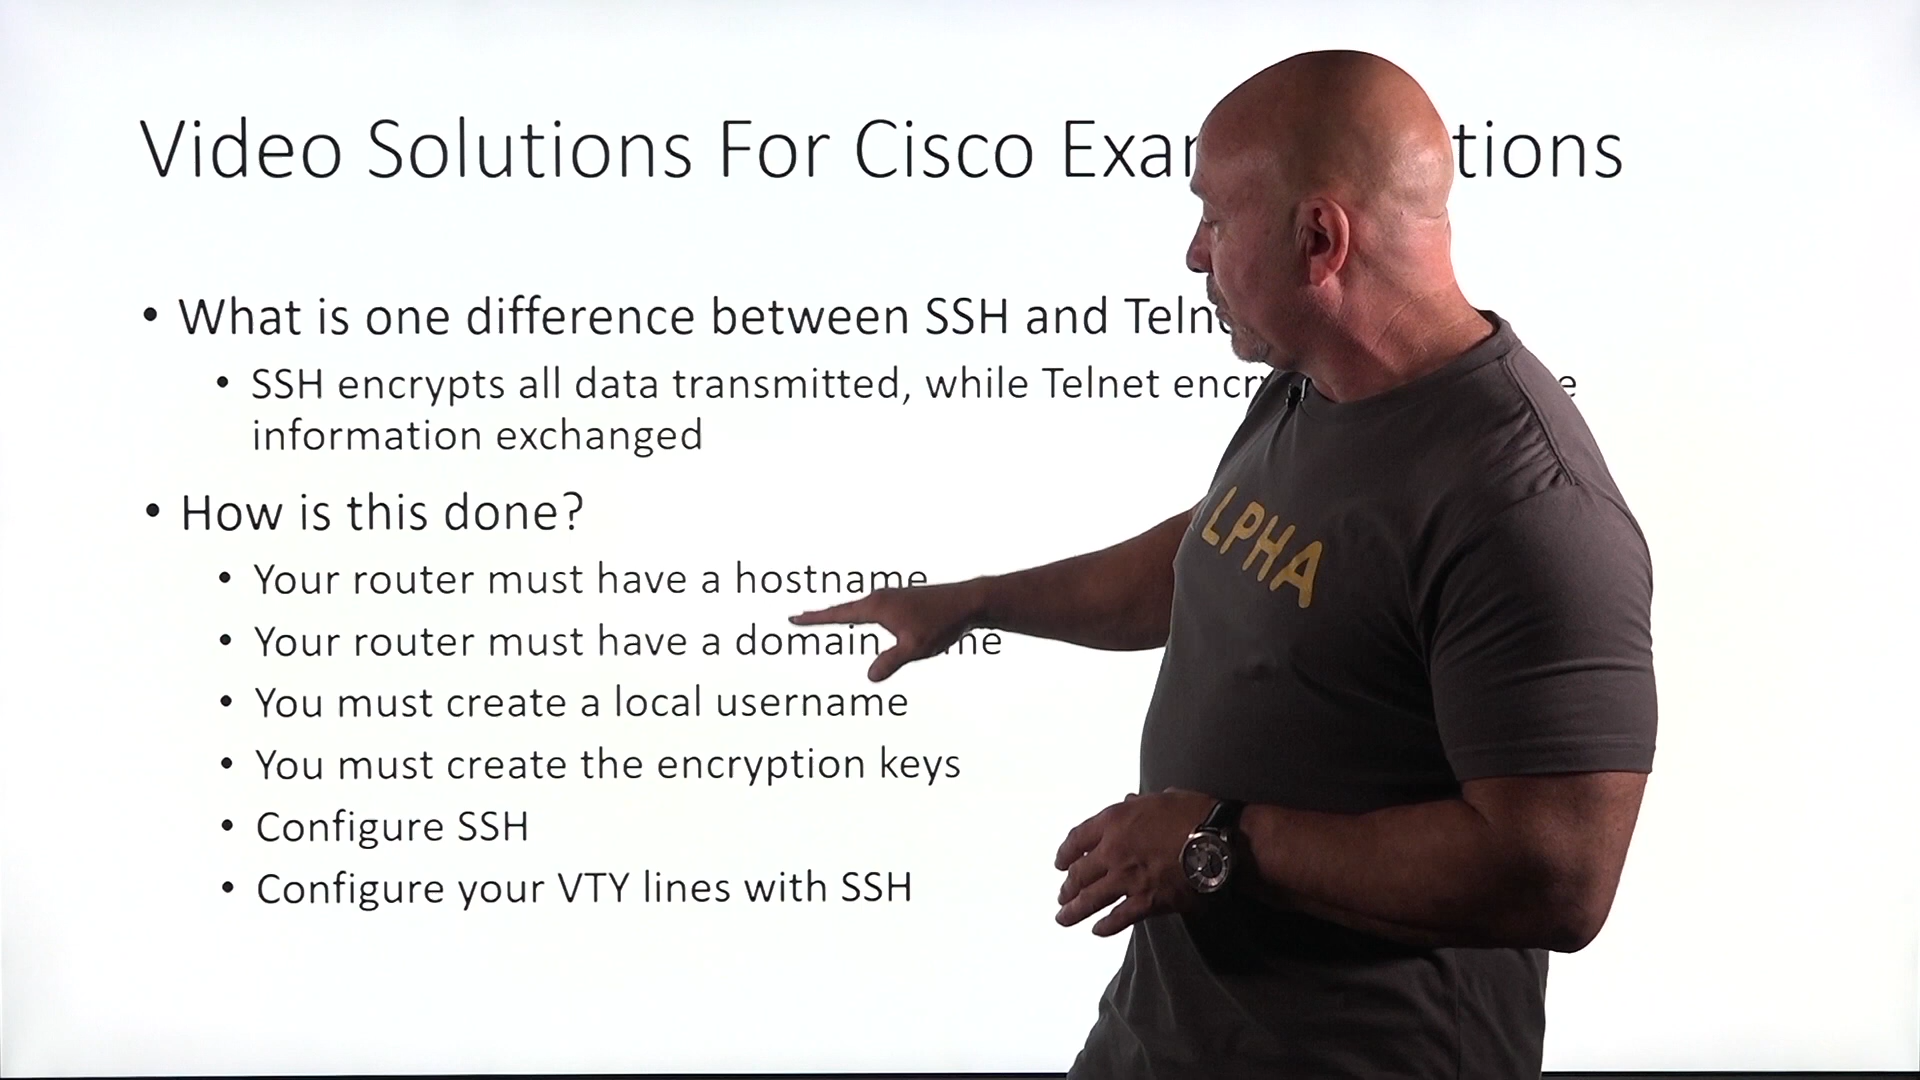 Video Solutions For Cisco Exa tions
• What is one difference between SSH and Teln
• SSH encrypts all data transmitted, while Telnet encr e
information exchanged
• How is this done?
• Your router must have a hostname
• Your router must have a domain me
• You must create a local username
• You must create the encryption keys
• Configure SSH
• Configure your VTY lines with SSH
LPHA